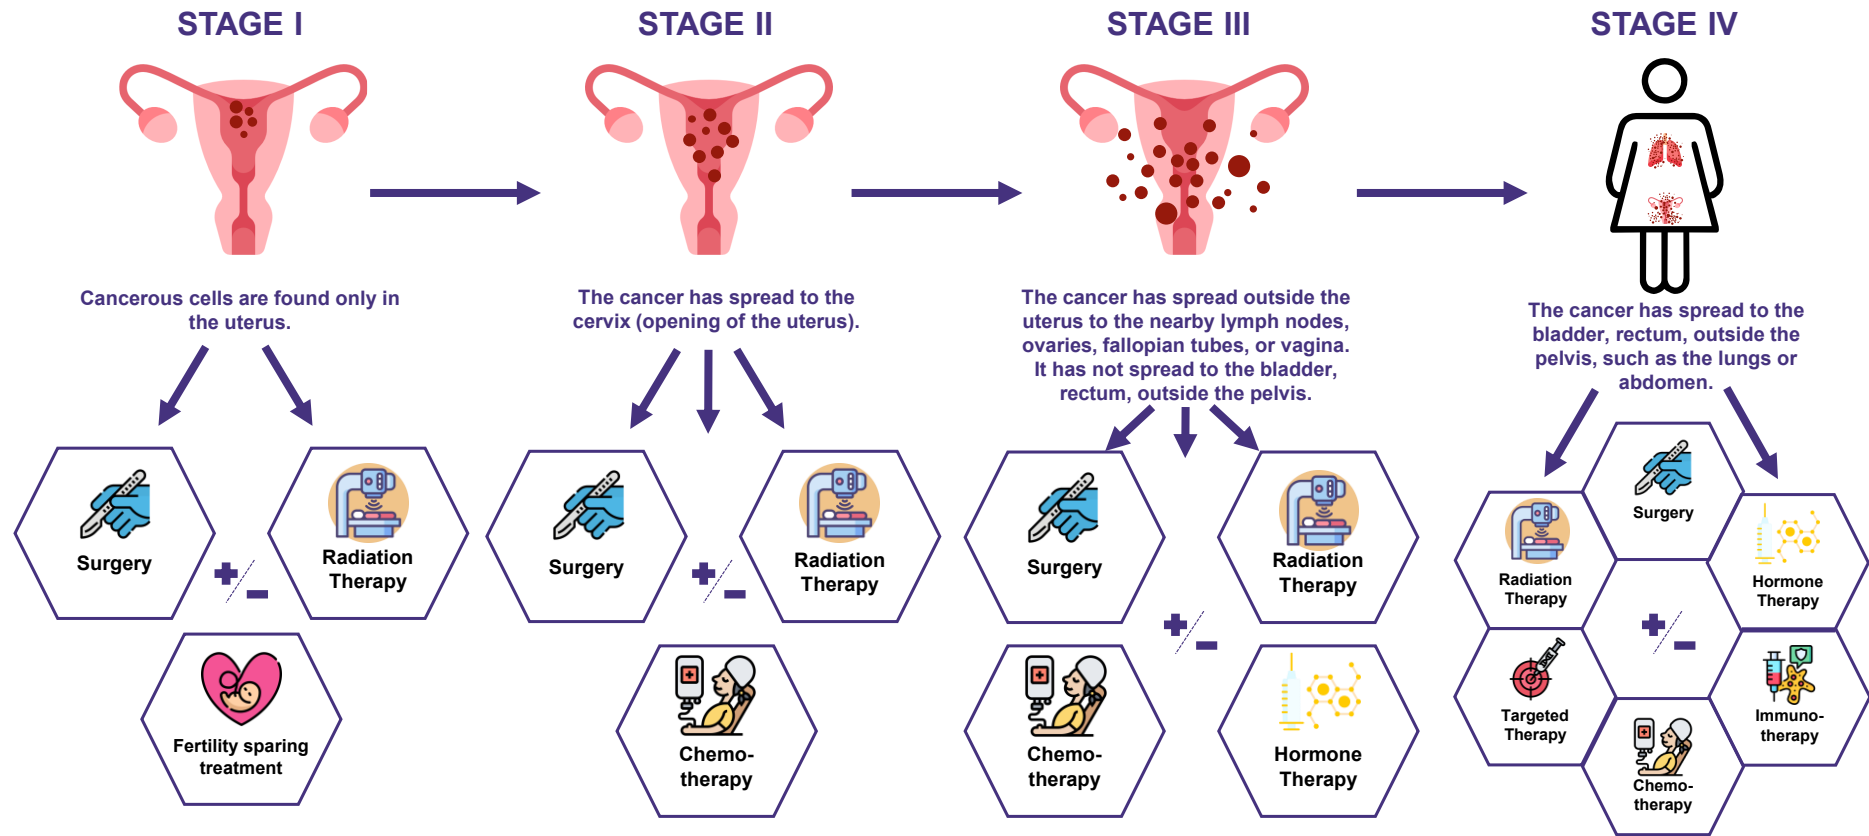 STAGE I
Cancerous cells are found only in
the uterus.
Surgery
Radiation
Therapy
+/-
Fertility sparing
treatment
STAGE II
The cancer has spread to the
cervix (opening of the uterus).
Surgery
Radiation
Therapy
+/-
Chemo-
therapy
STAGE III
The cancer has spread outside the
uterus to the nearby lymph nodes,
ovaries, fallopian tubes, or vagina.
It has not spread to the bladder,
rectum, outside the pelvis.
Surgery
Radiation
Therapy
+/-
Chemo-
therapy
Hormone
Therapy
STAGE IV
The cancer has spread to the
bladder, rectum, outside the
pelvis, such as the lungs or
abdomen.
Surgery
Radiation
Therapy
Hormone
Therapy
+/-
Targeted
Therapy
Immuno-
therapy
Chemo-
therapy